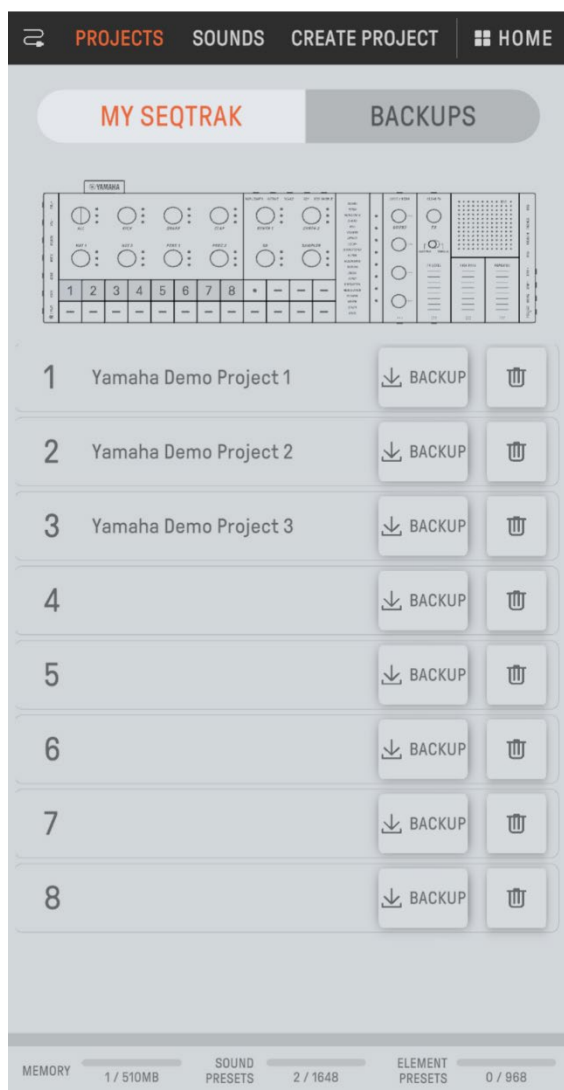 PROJECTS SOUNDS CREATE PROJECT HOME
MY SEQTRAK BACKUPS
YAMAHA
1 2 3 4 5 6 7 8
1 Yamaha Demo Project 1 BACKUP
2 Yamaha Demo Project 2 BACKUP
3 Yamaha Demo Project 3 BACKUP
4 BACKUP
5 BACKUP
6 BACKUP
7 BACKUP
8 BACKUP
MEMORY 1 / 510MB SOUND PRESETS 2 / 1648 ELEMENT PRESETS 0 / 968